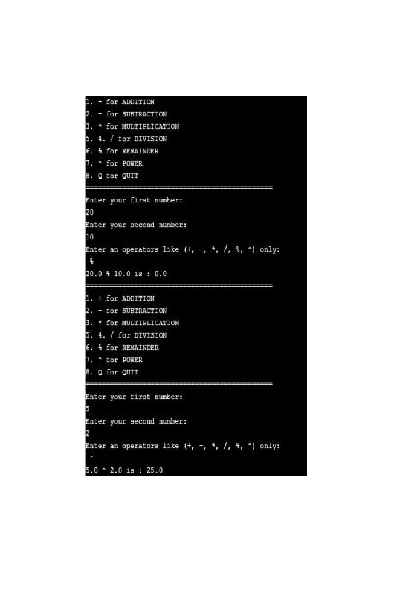 1. + for ADDITION
2. - for SUBTRACTION
3. * for MULTIPLICATION
5. 4. / for DIVISION
6. % for REMAINDER
7. ^ for POWER
8. Q for QUIT
========================================
Enter your first number:
20
Enter your second number:
10
Enter an operators like (+, -, *, /, %, ^) only:
%
20.0 % 10.0 is : 0.0
========================================
1. + for ADDITION
2. - for SUBTRACTION
3. * for MULTIPLICATION
5. 4. / for DIVISION
6. % for REMAINDER
7. ^ for POWER
8. Q for QUIT
========================================
Enter your first number:
5
Enter your second number:
2
Enter an operators like (+, -, *, /, %, ^) only:
^
5.0 ^ 2.0 is : 25.0